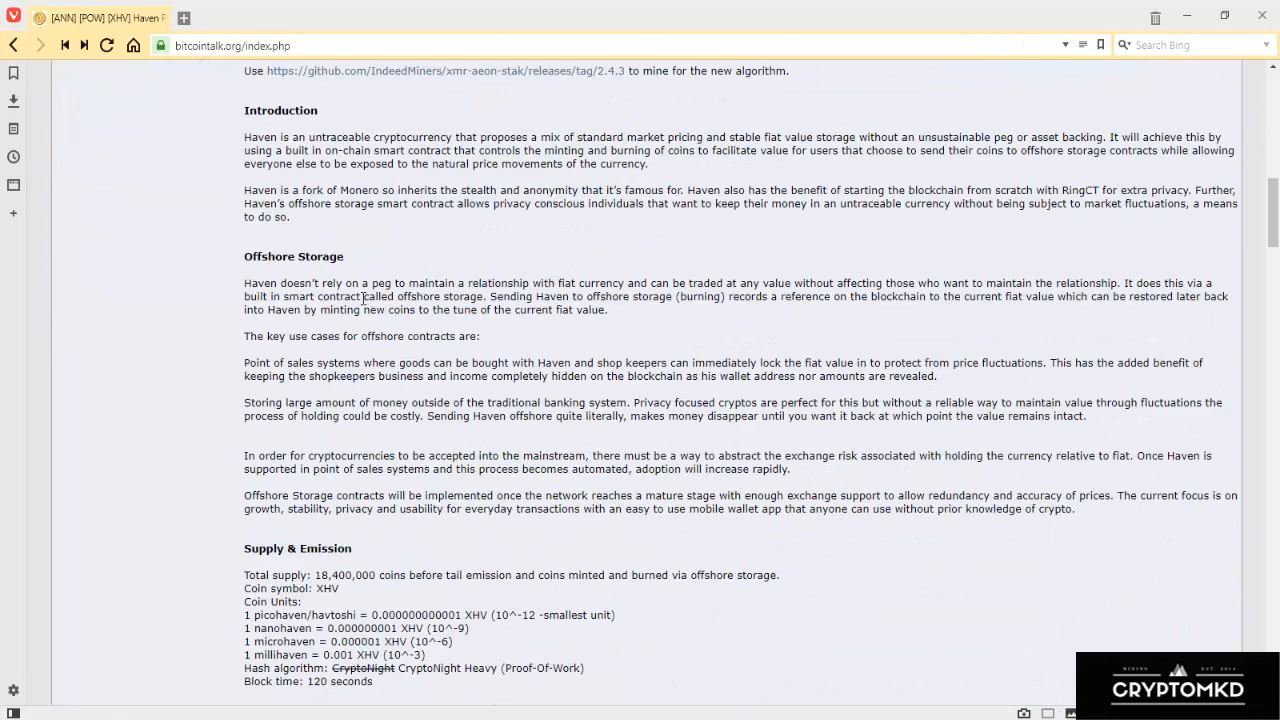 [ANN] [POW] [XHV] Haven F
bitcointalk.org/index.php
Search Bing
Use https://github.com/IndeedMiners/xmr-aeon-stak/releases/tag/2.4.3 to mine for the new algorithm.
Introduction
Haven is an untraceable cryptocurrency that proposes a mix of standard market pricing and stable fiat value storage without an unsustainable peg or asset backing. It will achieve this by
using a built in on-chain smart contract that controls the minting and burning of coins to facilitate value for users that choose to send their coins to offshore storage contracts while allowing
everyone else to be exposed to the natural price movements of the currency.
Haven is a fork of Monero so inherits the stealth and anonymity that it's famous for. Haven also has the benefit of starting the blockchain from scratch with RingCT for extra privacy. Further,
Haven's offshore storage smart contract allows privacy conscious individuals that want to keep their money in an untraceable currency without being subject to market fluctuations, a means
to do so.
Offshore Storage
Haven doesn't rely on a peg to maintain a relationship with fiat currency and can be traded at any value without affecting those who want to maintain the relationship. It does this via a
built in smart contract called offshore storage. Sending Haven to offshore storage (burning) records a reference on the blockchain to the current fiat value which can be restored later back
into Haven by minting new coins to the tune of the current fiat value.
The key use cases for offshore contracts are:
Point of sales systems where goods can be bought with Haven and shop keepers can immediately lock the fiat value in to protect from price fluctuations. This has the added benefit of
keeping the shopkeepers business and income completely hidden on the blockchain as his wallet address nor amounts are revealed.
Storing large amount of money outside of the traditional banking system. Privacy focused cryptos are perfect for this but without a reliable way to maintain value through fluctuations the
process of holding could be costly. Sending Haven offshore quite literally, makes money disappear until you want it back at which point the value remains intact.
In order for cryptocurrencies to be accepted into the mainstream, there must be a way to abstract the exchange risk associated with holding the currency relative to fiat. Once Haven is
supported in point of sales systems and this process becomes automated, adoption will increase rapidly.
Offshore Storage contracts will be implemented once the network reaches a mature stage with enough exchange support to allow redundancy and accuracy of prices. The current focus is on
growth, stability, privacy and usability for everyday transactions with an easy to use mobile wallet app that anyone can use without prior knowledge of crypto.
Supply & Emission
Total supply: 18,400,000 coins before tail emission and coins minted and burned via offshore storage.
Coin symbol: XHV
Coin Units:
1 picohaven/havtoshi = 0.000000000001 XHV (10^-12 -smallest unit)
1 nanohaven = 0.000000001 XHV (10^-9)
1 microhaven = 0.000001 XHV (10^-6)
1 millihaven = 0.001 XHV (10^-3)
Hash algorithm: CryptoNight CryptoNight Heavy (Proof-Of-Work)
Block time: 120 seconds
MINING
CRYPTOMKD